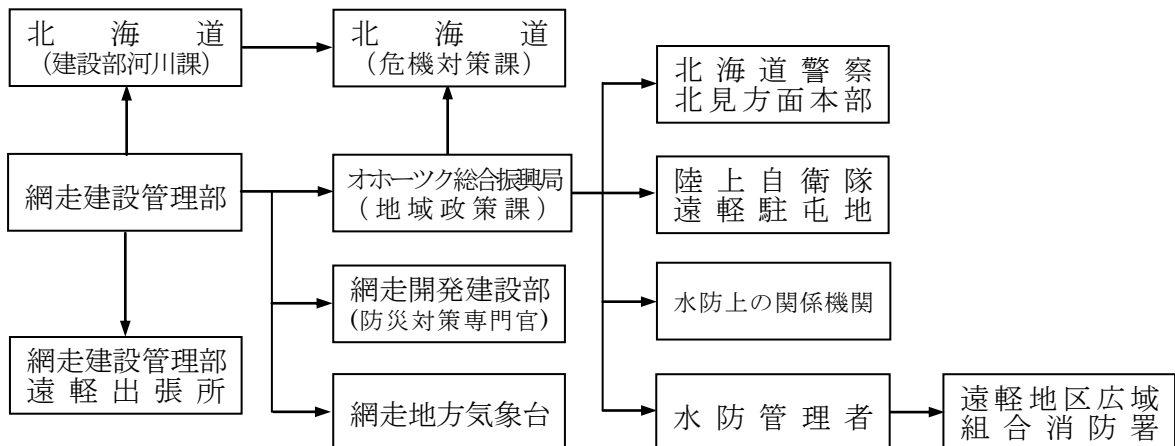 北海道
(建設部河川課)
北海道
(危機対策課)
北海道警察
北見方面本部
網走建設管理部
オホーツク総合振興局
(地域政策課)
陸上自衛隊
遠軽駐屯地
網走開発建設部
(防災対策専門官)
水防上の関係機関
網走建設管理部
遠軽出張所
網走地方気象台
水防管理者
遠軽地区広域
組合消防署